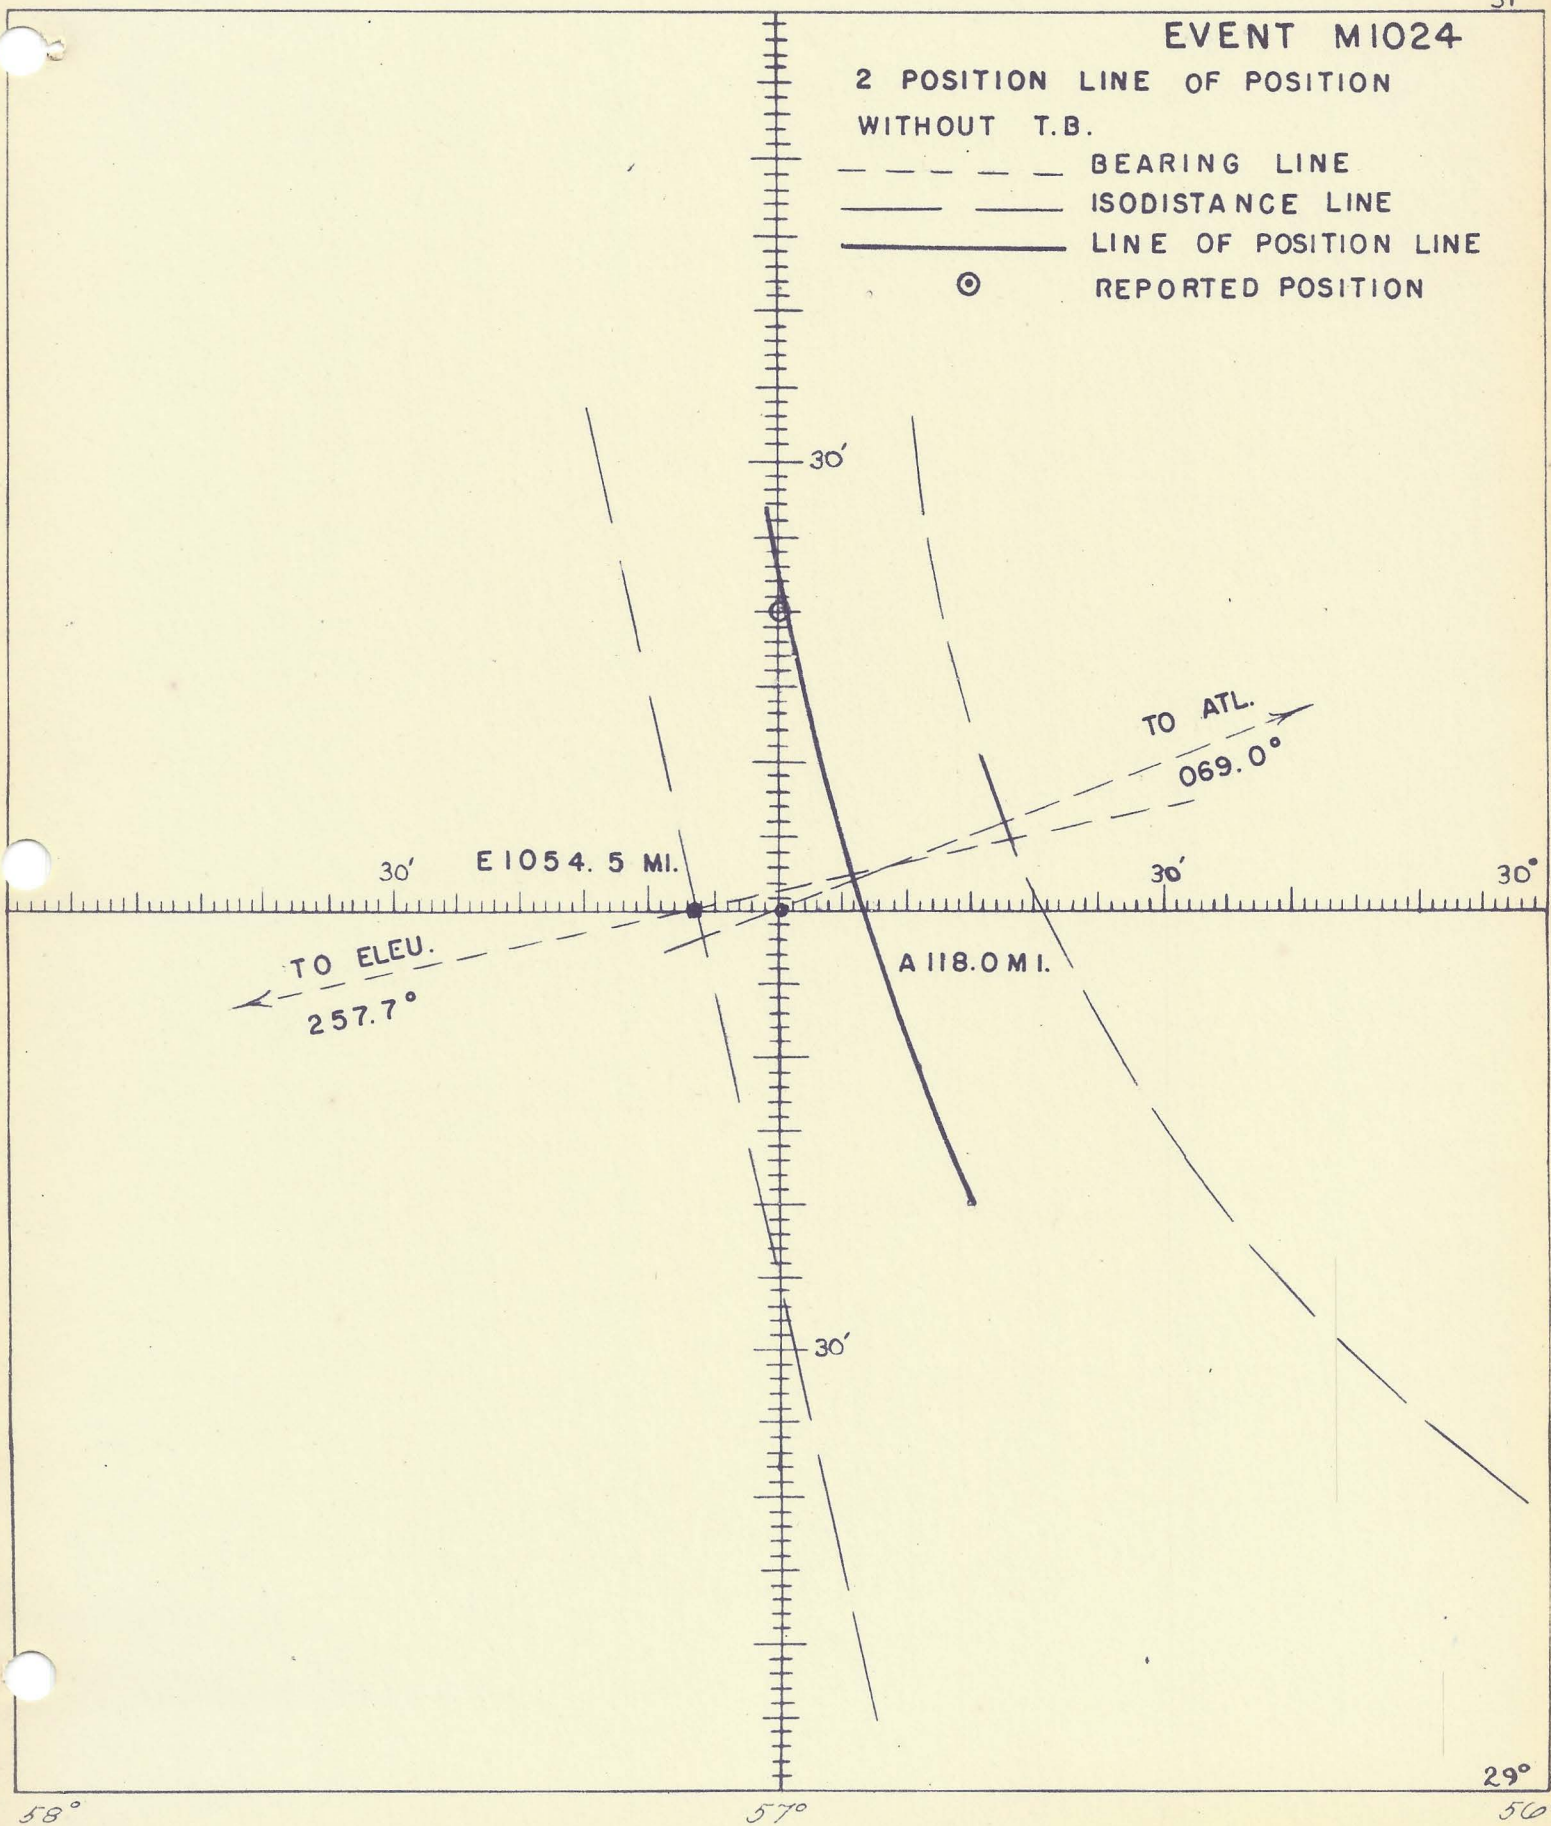 EVENT M1024
2 POSITION LINE OF POSITION
WITHOUT T.B.
BEARING LINE
ISODISTANCE LINE
LINE OF POSITION LINE
REPORTED POSITION
30′
TO ATL.
069.0°
E1054.5 MI.
30′
30′
30°
TO ELEU.
257.7°
A118.0MI.
30′
29°
58°
57°
56